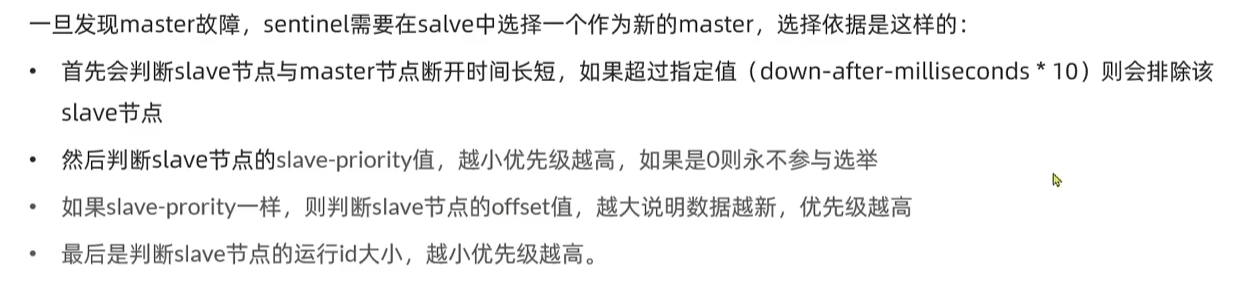 一旦发现master故障，sentinel需要在salve中选择一个作为新的master，选择依据是这样的：
• 首先会判断slave节点与master节点断开时间长短，如果超过指定值（down-after-milliseconds * 10）则会排除该
slave节点
• 然后判断slave节点的slave-priority值，越小优先级越高，如果是0则永不参与选举
• 如果slave-prority一样，则判断slave节点的offset值，越大说明数据越新，优先级越高
• 最后是判断slave节点的运行id大小，越小优先级越高。